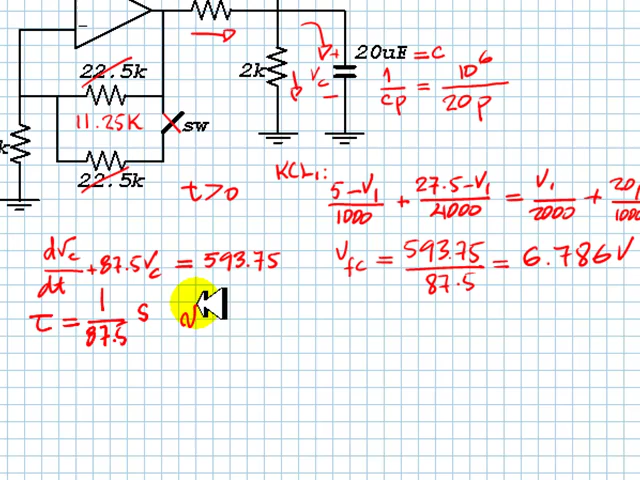 22.5k
11.25K
22.5k
sw
2k
Vc + −
20uF = C
1/cp = 10^6/20p
t>0
KCL1: (5−V1)/1000 + (27.5−V1)/4000 = V1/2000 +
dvc/dt + 87.5Vc = 593.75
Vfc = 593.75/87.5 = 6.786V
τ = 1/87.5 s